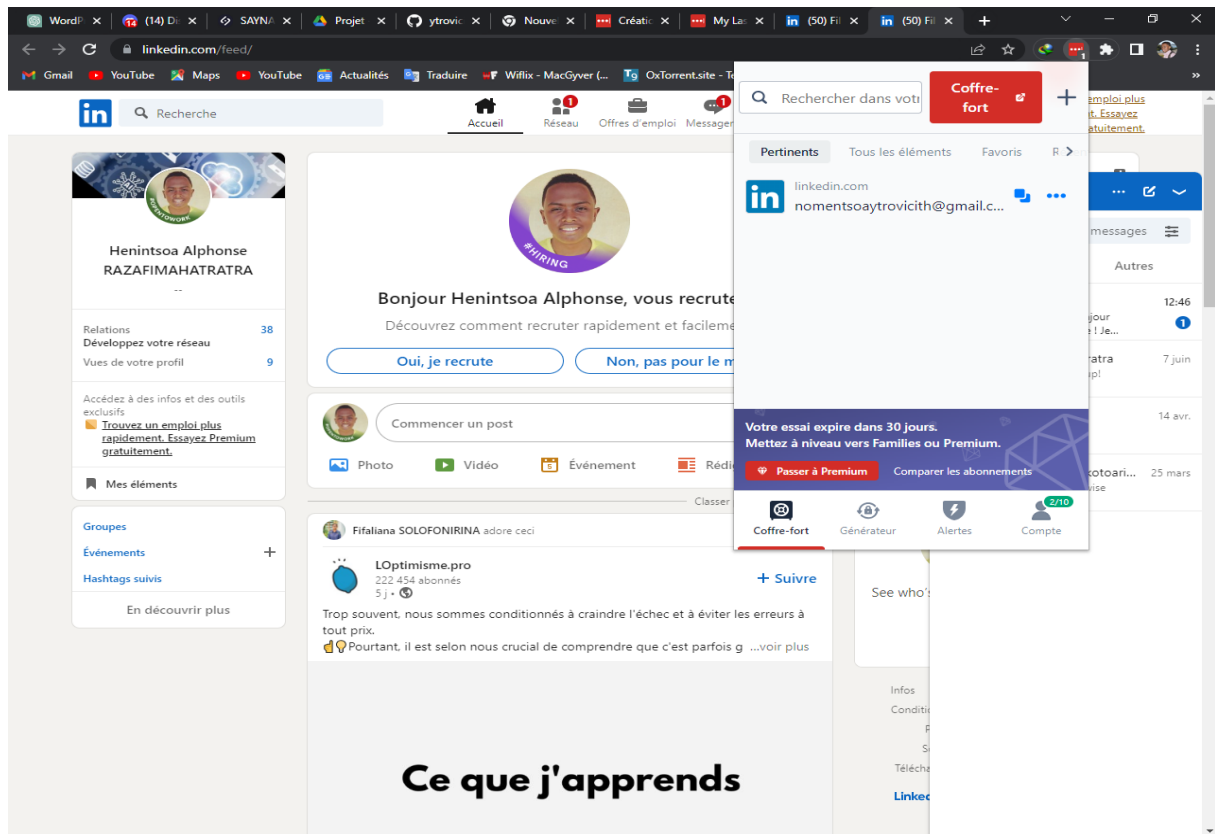 WordP
(14) Di
SAYNA
Projet
ytrovic
Nouve
Créatic
My Las
(50) Fil
(50) Fil
linkedin.com/feed/
Gmail
YouTube
Maps
YouTube
Actualités
Traduire
Wiflix - MacGyver (...
OxTorrent.site - Te
»
Recherche
Accueil
Réseau
Offres d'emploi
Messager
emploi plus
Essayez
atuitement.
Rechercher dans votr
Coffre-
fort
Pertinents
Tous les éléments
Favoris
linkedin.com
nomentsoaytrovicith@gmail.c...
Votre essai expire dans 30 jours.
Mettez à niveau vers Families ou Premium.
Passer à Premium
Comparer les abonnements
Coffre-fort
Générateur
Alertes
2/10
Compte
#OPENTOWORK
Henintsoa Alphonse
RAZAFIMAHATRATRA
--
Relations 38
Développez votre réseau
Vues de votre profil 9
Accédez à des infos et des outils
exclusifs
Trouvez un emploi plus
rapidement. Essayez Premium
gratuitement.
Mes éléments
Groupes
Événements
Hashtags suivis
En découvrir plus
#HIRING
Bonjour Henintsoa Alphonse, vous recrute
Découvrez comment recruter rapidement et facileme
Oui, je recrute
Non, pas pour le m
Commencer un post
Photo
Vidéo
Événement
Rédi
Classer
Fifaliana SOLOFONIRINA adore ceci
LOptimisme.pro
222 454 abonnés
5 j •
+ Suivre
Trop souvent, nous sommes conditionnés à craindre l'échec et à éviter les erreurs à
tout prix.
Pourtant, il est selon nous crucial de comprendre que c'est parfois g ...voir plus
Ce que j'apprends
messages
Autres
12:46
jour
! Je...
1
ratra 7 juin
up!
14 avr.
kotoari... 25 mars
ise
See who's
Infos
Conditio
Télécha
Linked